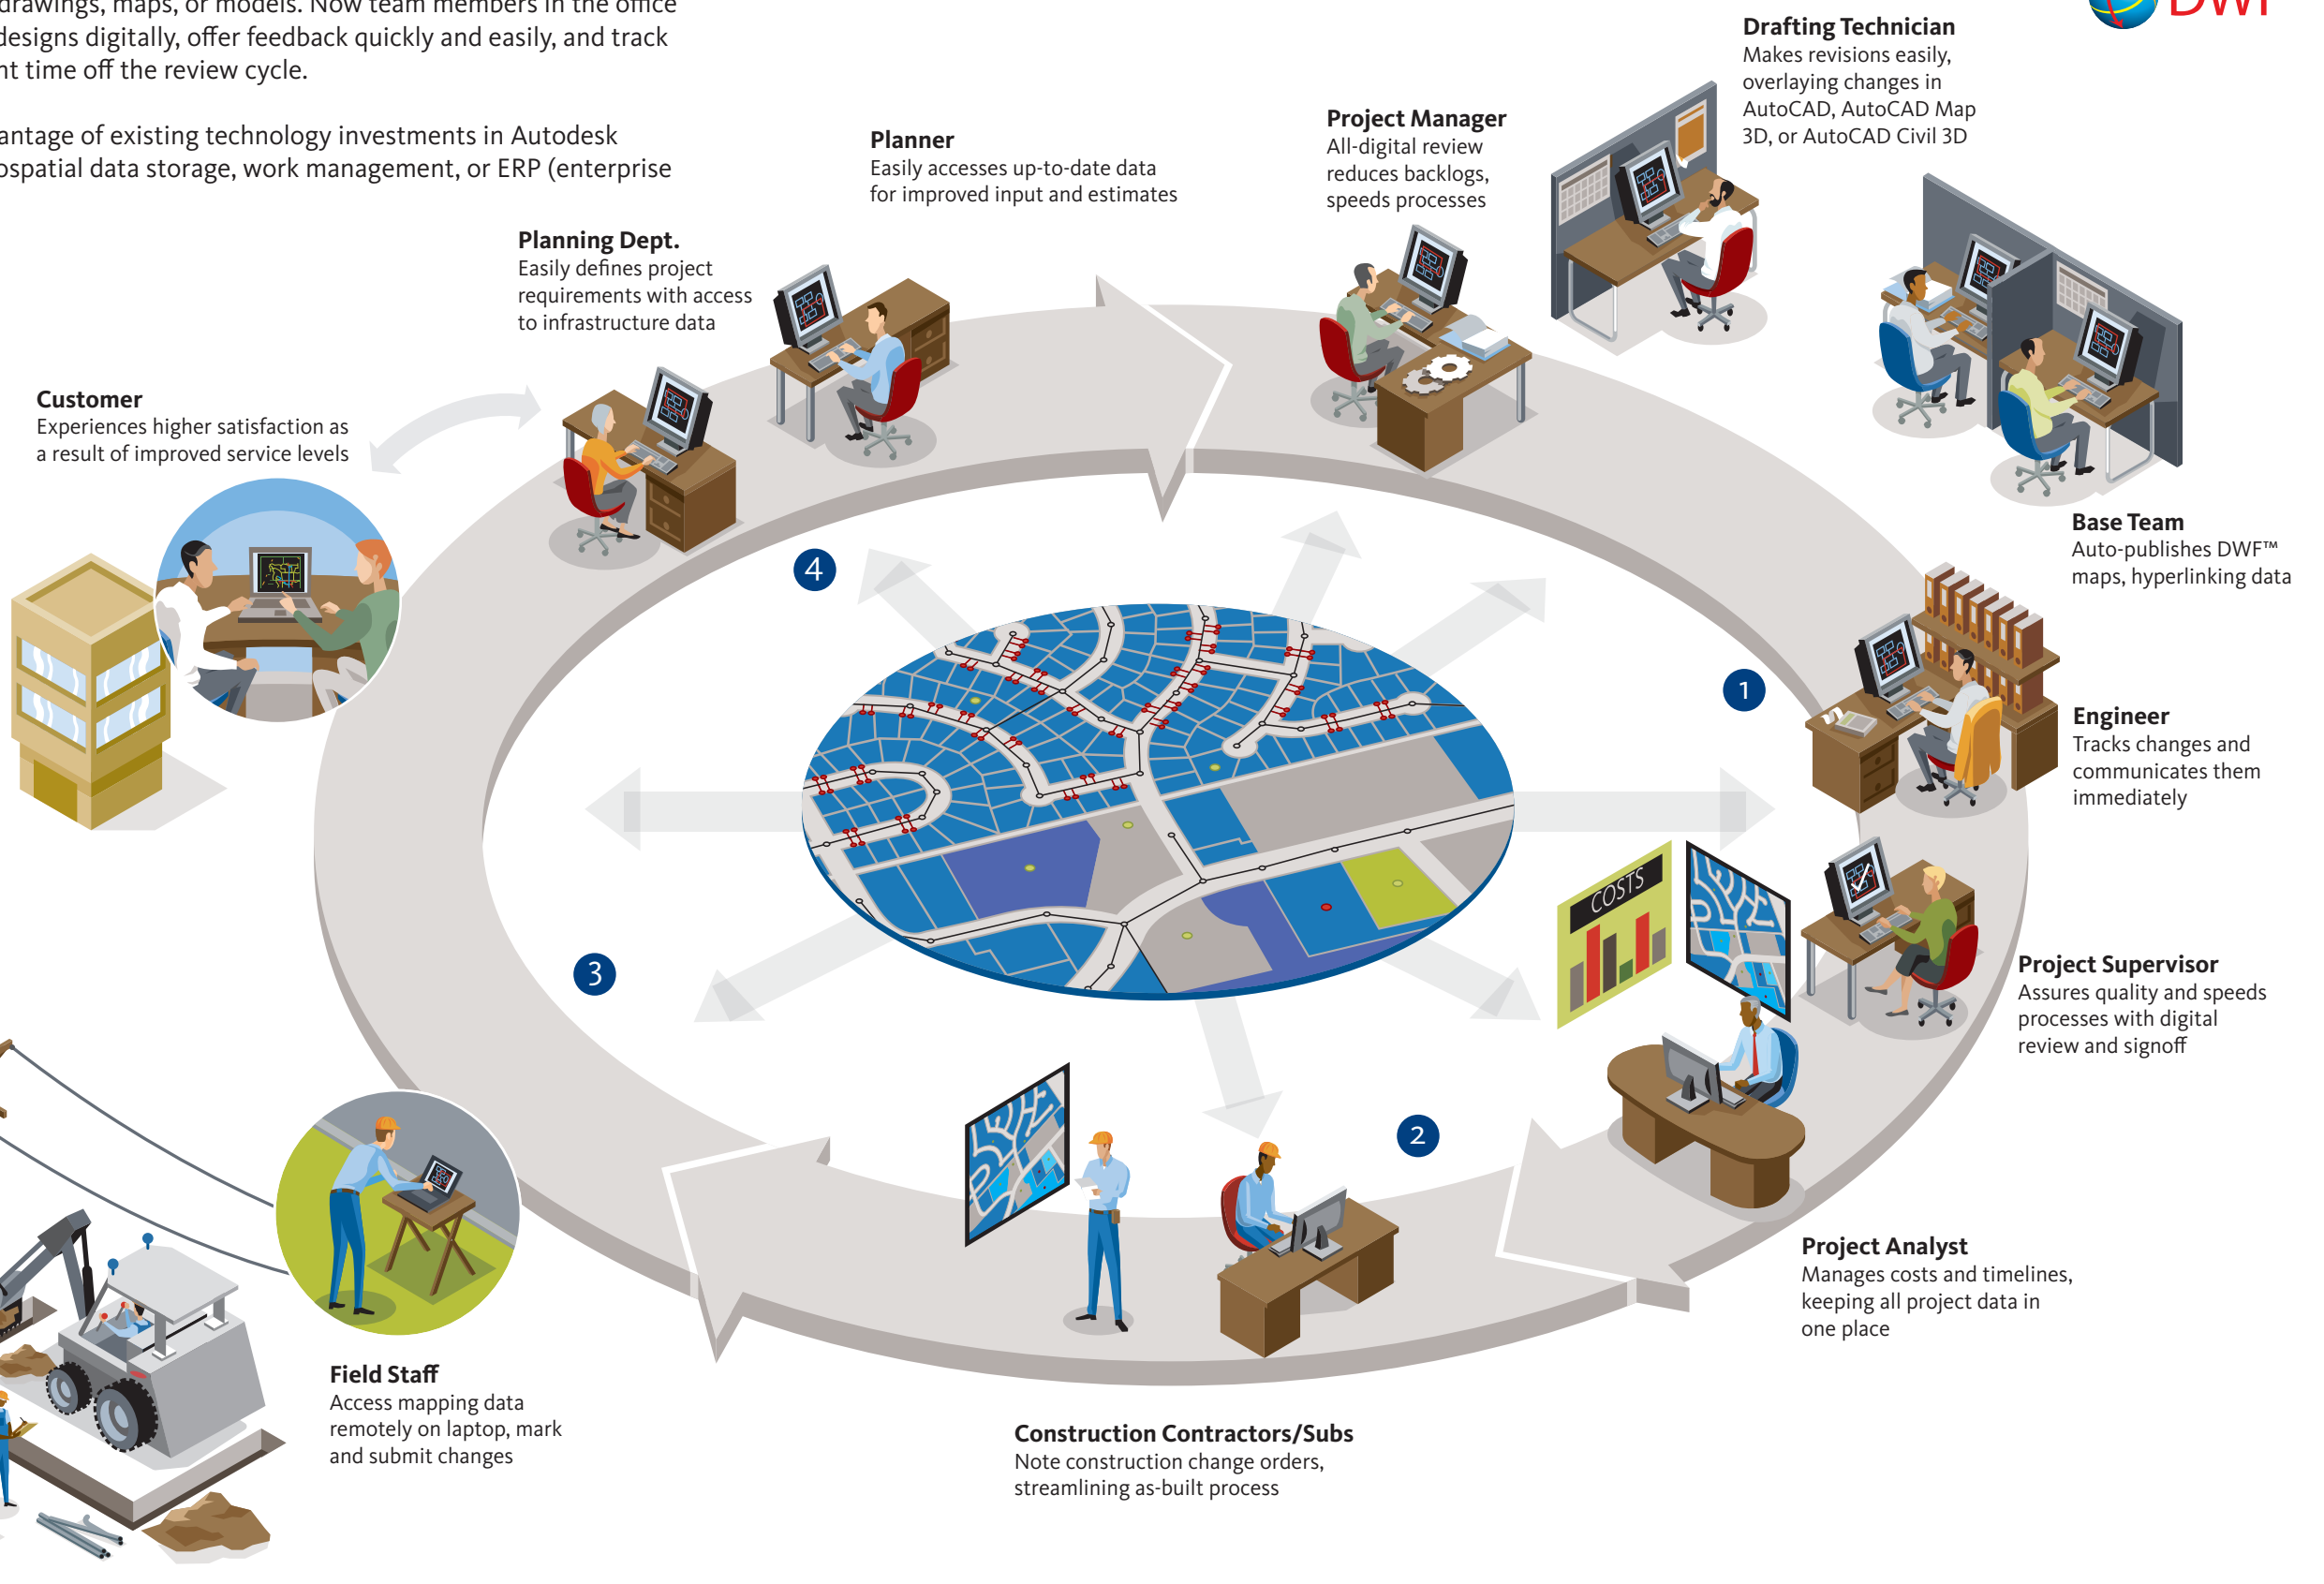 drawings, maps, or models. Now team members in the office
designs digitally, offer feedback quickly and easily, and track
nt time off the review cycle.
antage of existing technology investments in Autodesk
ospatial data storage, work management, or ERP (enterprise
DWF
Drafting Technician
Makes revisions easily,
overlaying changes in
AutoCAD, AutoCAD Map
3D, or AutoCAD Civil 3D
Project Manager
All-digital review
reduces backlogs,
speeds processes
Planner
Easily accesses up-to-date data
for improved input and estimates
Planning Dept.
Easily defines project
requirements with access
to infrastructure data
Customer
Experiences higher satisfaction as
a result of improved service levels
Base Team
Auto-publishes DWF™
maps, hyperlinking data
4
1
Engineer
Tracks changes and
communicates them
immediately
COSTS
3
Project Supervisor
Assures quality and speeds
processes with digital
review and signoff
2
Project Analyst
Manages costs and timelines,
keeping all project data in
one place
Field Staff
Access mapping data
remotely on laptop, mark
and submit changes
Construction Contractors/Subs
Note construction change orders,
streamlining as-built process